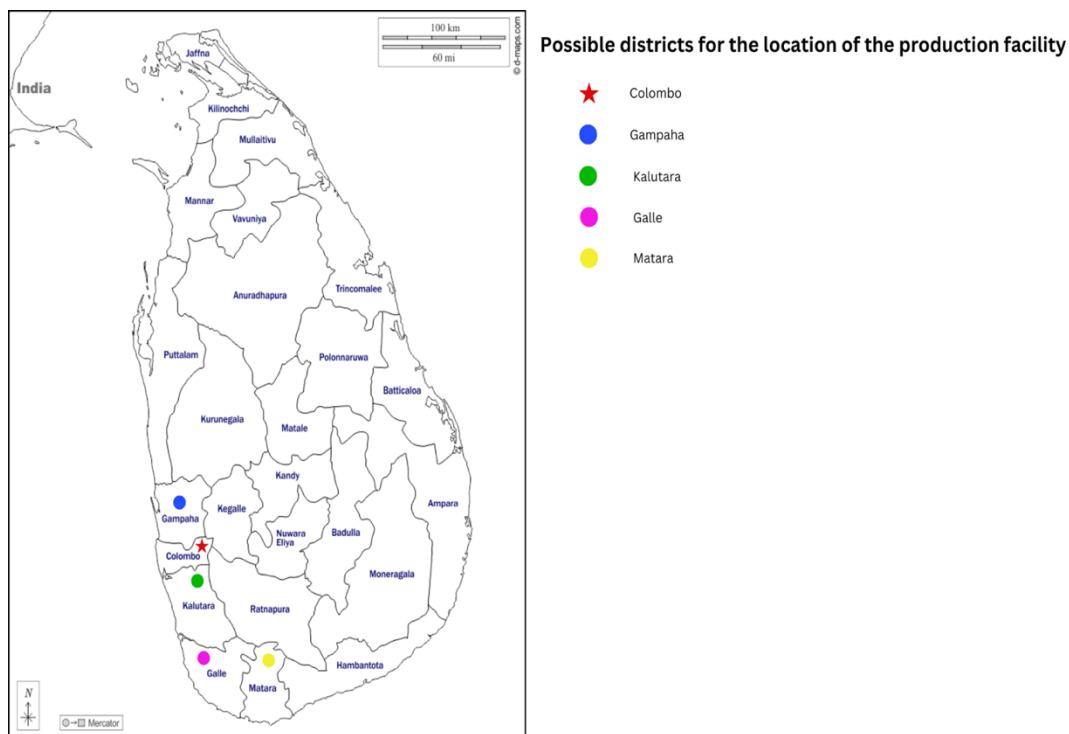 Possible districts for the location of the production facility
Colombo
Gampaha
Kalutara
Galle
Matara
100 km
60 mi
© d-maps.com
India
Jaffna
Kilinochchi
Mullaitivu
Mannar
Vavuniya
Anuradhapura
Trincomalee
Puttalam
Polonnaruwa
Batticaloa
Kurunegala
Matale
Kandy
Ampara
Gampaha
Kegalle
Nuwara
Eliya
Badulla
Colombo
Moneragala
Kalutara
Ratnapura
Hambantota
Galle
Matara
N
Mercator